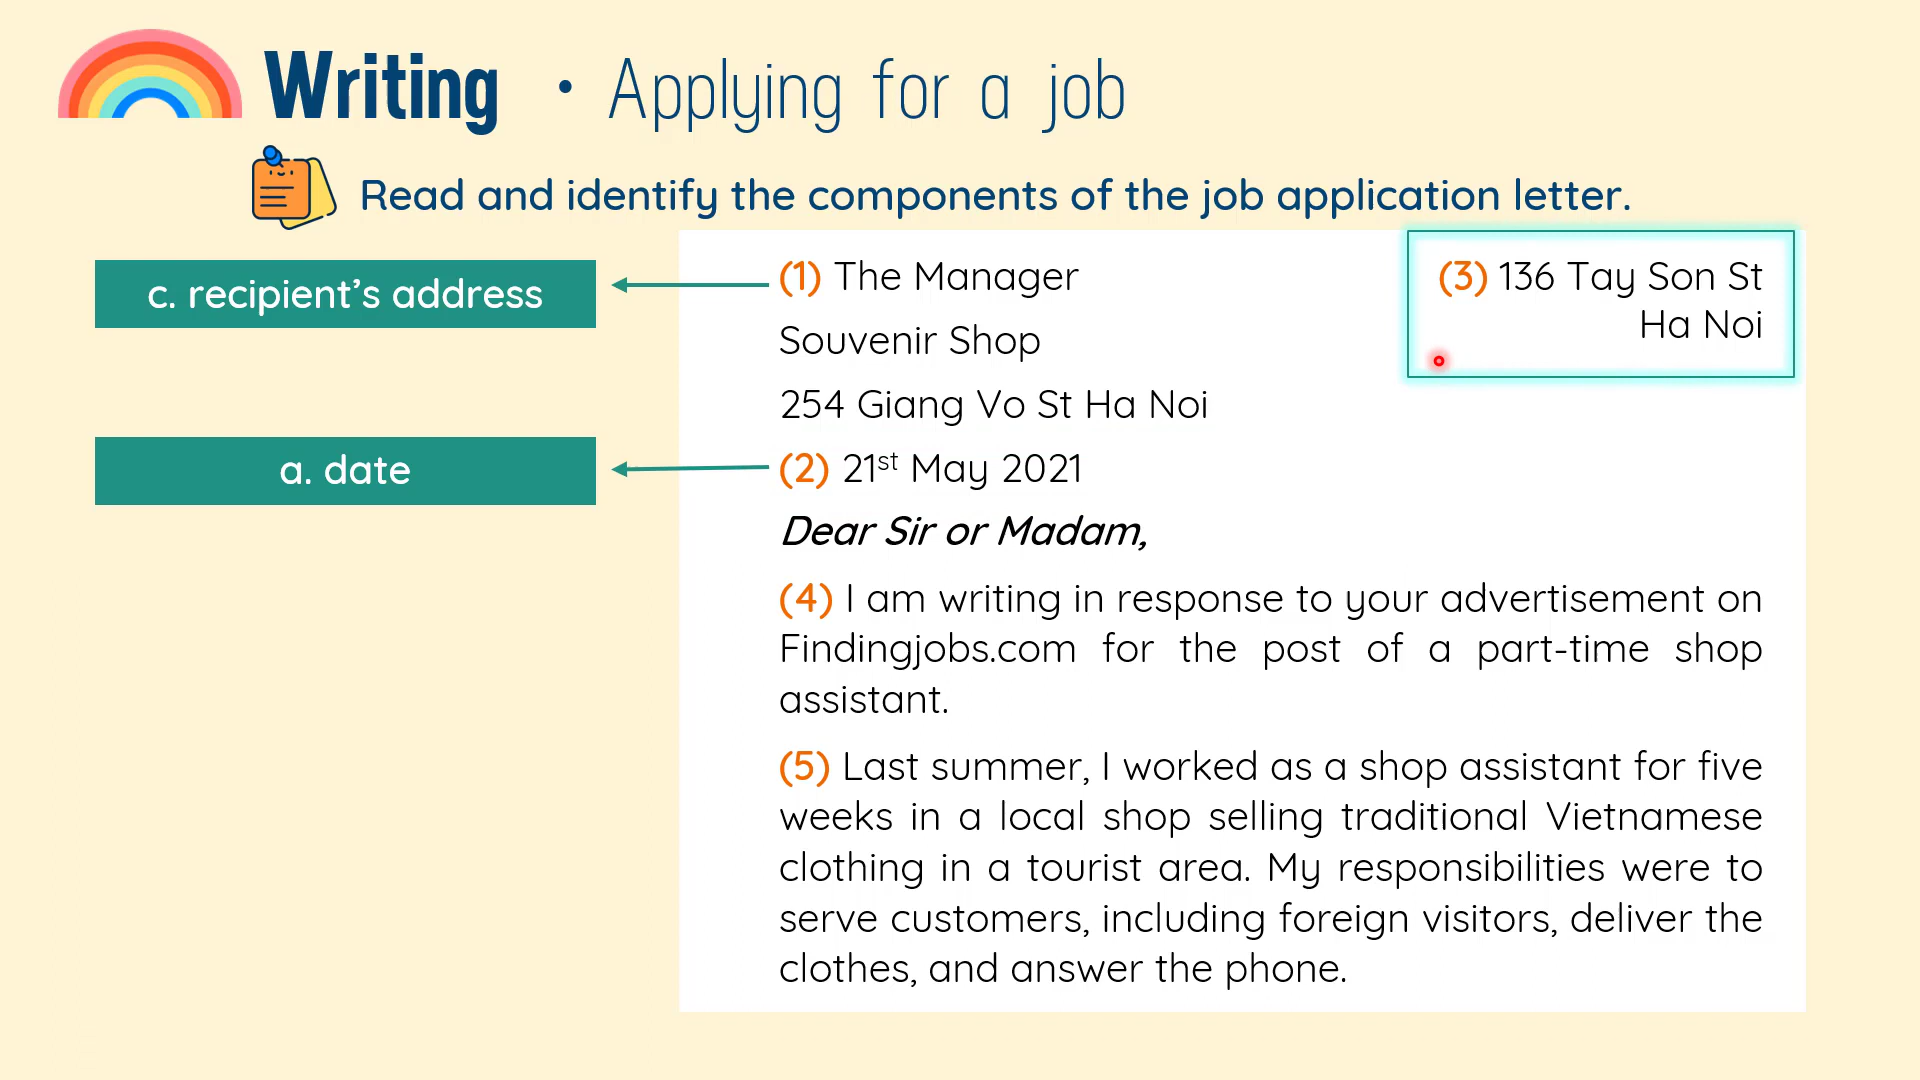 Writing • Applying for a job
Read and identify the components of the job application letter.
c. recipient's address
a. date
(1) The Manager
Souvenir Shop
254 Giang Vo St Ha Noi
(2) 21st May 2021
(3) 136 Tay Son St
Ha Noi
Dear Sir or Madam,
(4) I am writing in response to your advertisement on
Findingjobs.com for the post of a part-time shop
assistant.
(5) Last summer, I worked as a shop assistant for five
weeks in a local shop selling traditional Vietnamese
clothing in a tourist area. My responsibilities were to
serve customers, including foreign visitors, deliver the
clothes, and answer the phone.